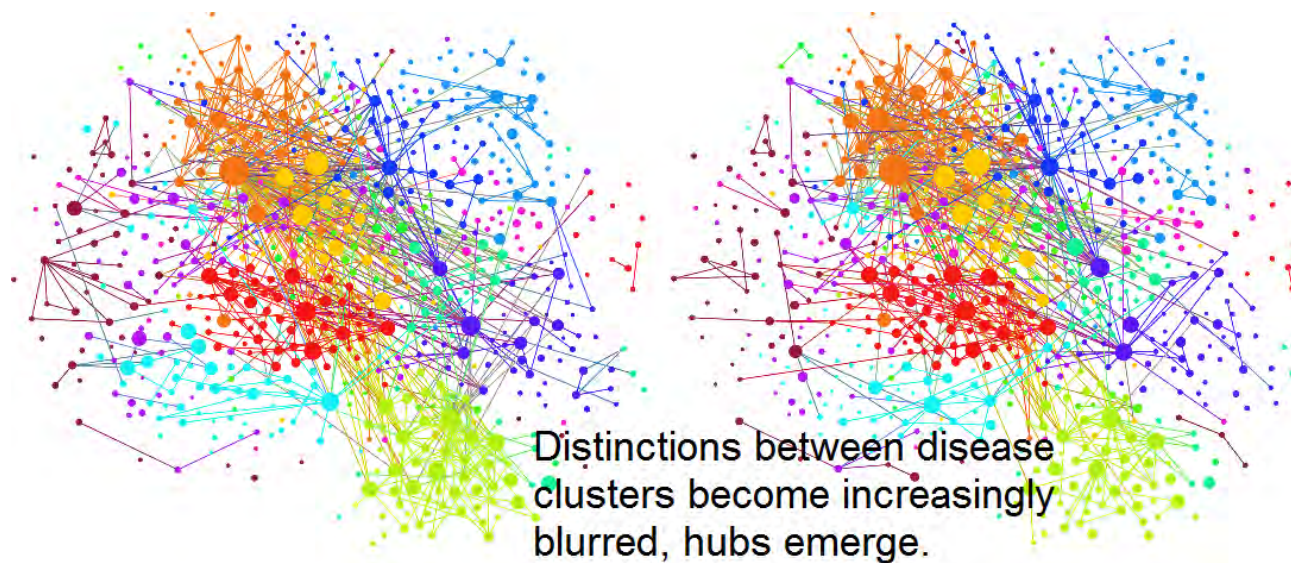 Distinctions between disease
clusters become increasingly
blurred, hubs emerge.